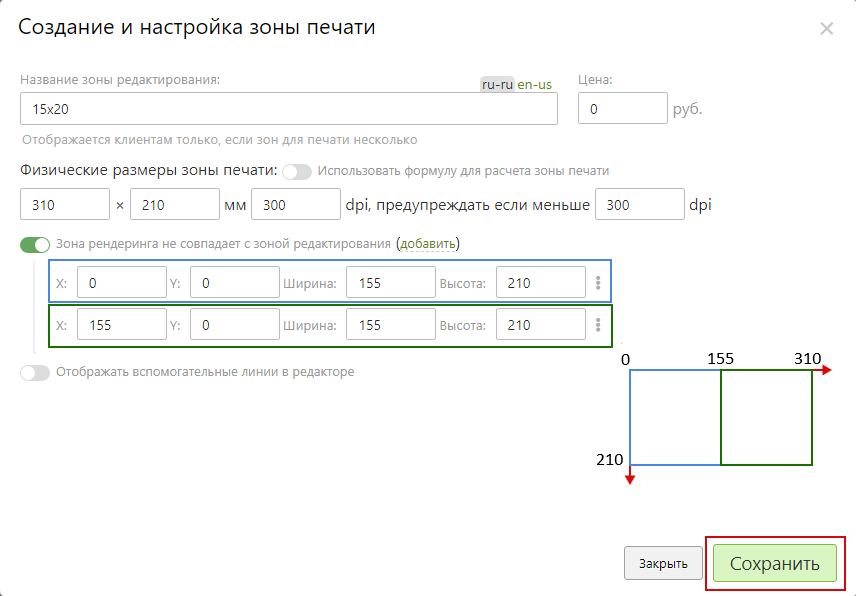 Создание и настройка зоны печати
Название зоны редактирования: ru-ru en-us Цена:
15x20 0 руб.
Отображается клиентам только, если зон для печати несколько
Физические размеры зоны печати: Использовать формулу для расчета зоны печати
310 × 210 мм 300 dpi, предупреждать если меньше 300 dpi
Зона рендеринга не совпадает с зоной редактирования (добавить)
X: 0 Y: 0 Ширина: 155 Высота: 210
X: 155 Y: 0 Ширина: 155 Высота: 210
0 155 310
Отображать вспомогательные линии в редакторе
210
Закрыть Сохранить